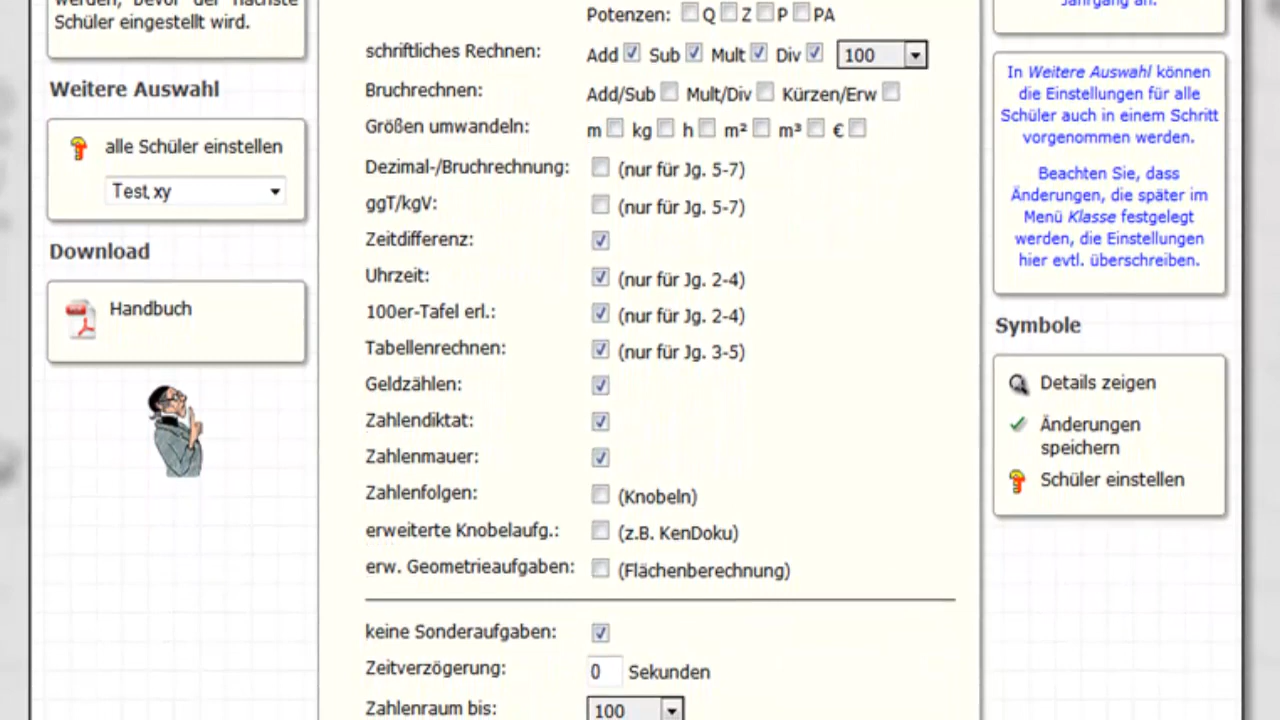 werden, bevor der nächste
Schüler eingestellt wird.
Weitere Auswahl
alle Schüler einstellen
Test, xy
Download
Handbuch
Potenzen: Q Z P PA
schriftliches Rechnen: Add Sub Mult Div 100
Bruchrechnen: Add/Sub Mult/Div Kürzen/Erw
Größen umwandeln: m kg h m² m³ €
Dezimal-/Bruchrechnung: (nur für Jg. 5-7)
ggT/kgV: (nur für Jg. 5-7)
Zeitdifferenz:
Uhrzeit: (nur für Jg. 2-4)
100er-Tafel erl.: (nur für Jg. 2-4)
Tabellenrechnen: (nur für Jg. 3-5)
Geldzählen:
Zahlendiktat:
Zahlenmauer:
Zahlenfolgen: (Knobeln)
erweiterte Knobelaufg.: (z.B. KenDoku)
erw. Geometrieaufgaben: (Flächenberechnung)
keine Sonderaufgaben:
Zeitverzögerung: 0 Sekunden
Zahlenraum bis: 100
Jahrgang an.
In Weitere Auswahl können
die Einstellungen für alle
Schüler auch in einem Schritt
vorgenommen werden.
Beachten Sie, dass
Änderungen, die später im
Menü Klasse festgelegt
werden, die Einstellungen
hier evtl. überschreiben.
Symbole
Details zeigen
Änderungen
speichern
Schüler einstellen